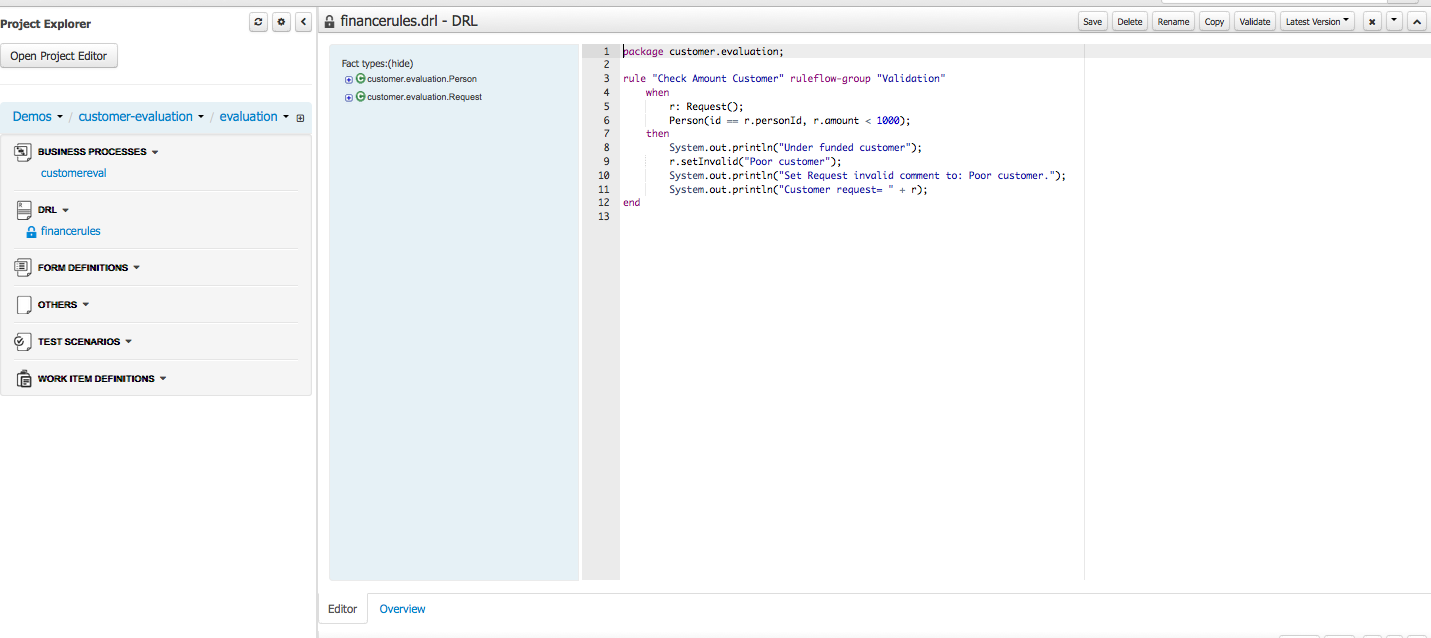 Project Explorer
Open Project Editor
Demos / customer-evaluation / evaluation
BUSINESS PROCESSES
customereval
DRL
financerules
FORM DEFINITIONS
OTHERS
TEST SCENARIOS
WORK ITEM DEFINITIONS
financerules.drl - DRL
Save Delete Rename Copy Validate Latest Version
Fact types:(hide)
customer.evaluation.Person
customer.evaluation.Request
1 package customer.evaluation;
2
3 rule "Check Amount Customer" ruleflow-group "Validation"
4 when
5 r: Request();
6 Person(id == r.personId, r.amount < 1000);
7 then
8 System.out.println("Under funded customer");
9 r.setInvalid("Poor customer");
10 System.out.println("Set Request invalid comment to: Poor customer.");
11 System.out.println("Customer request= " + r);
12 end
13
Editor Overview